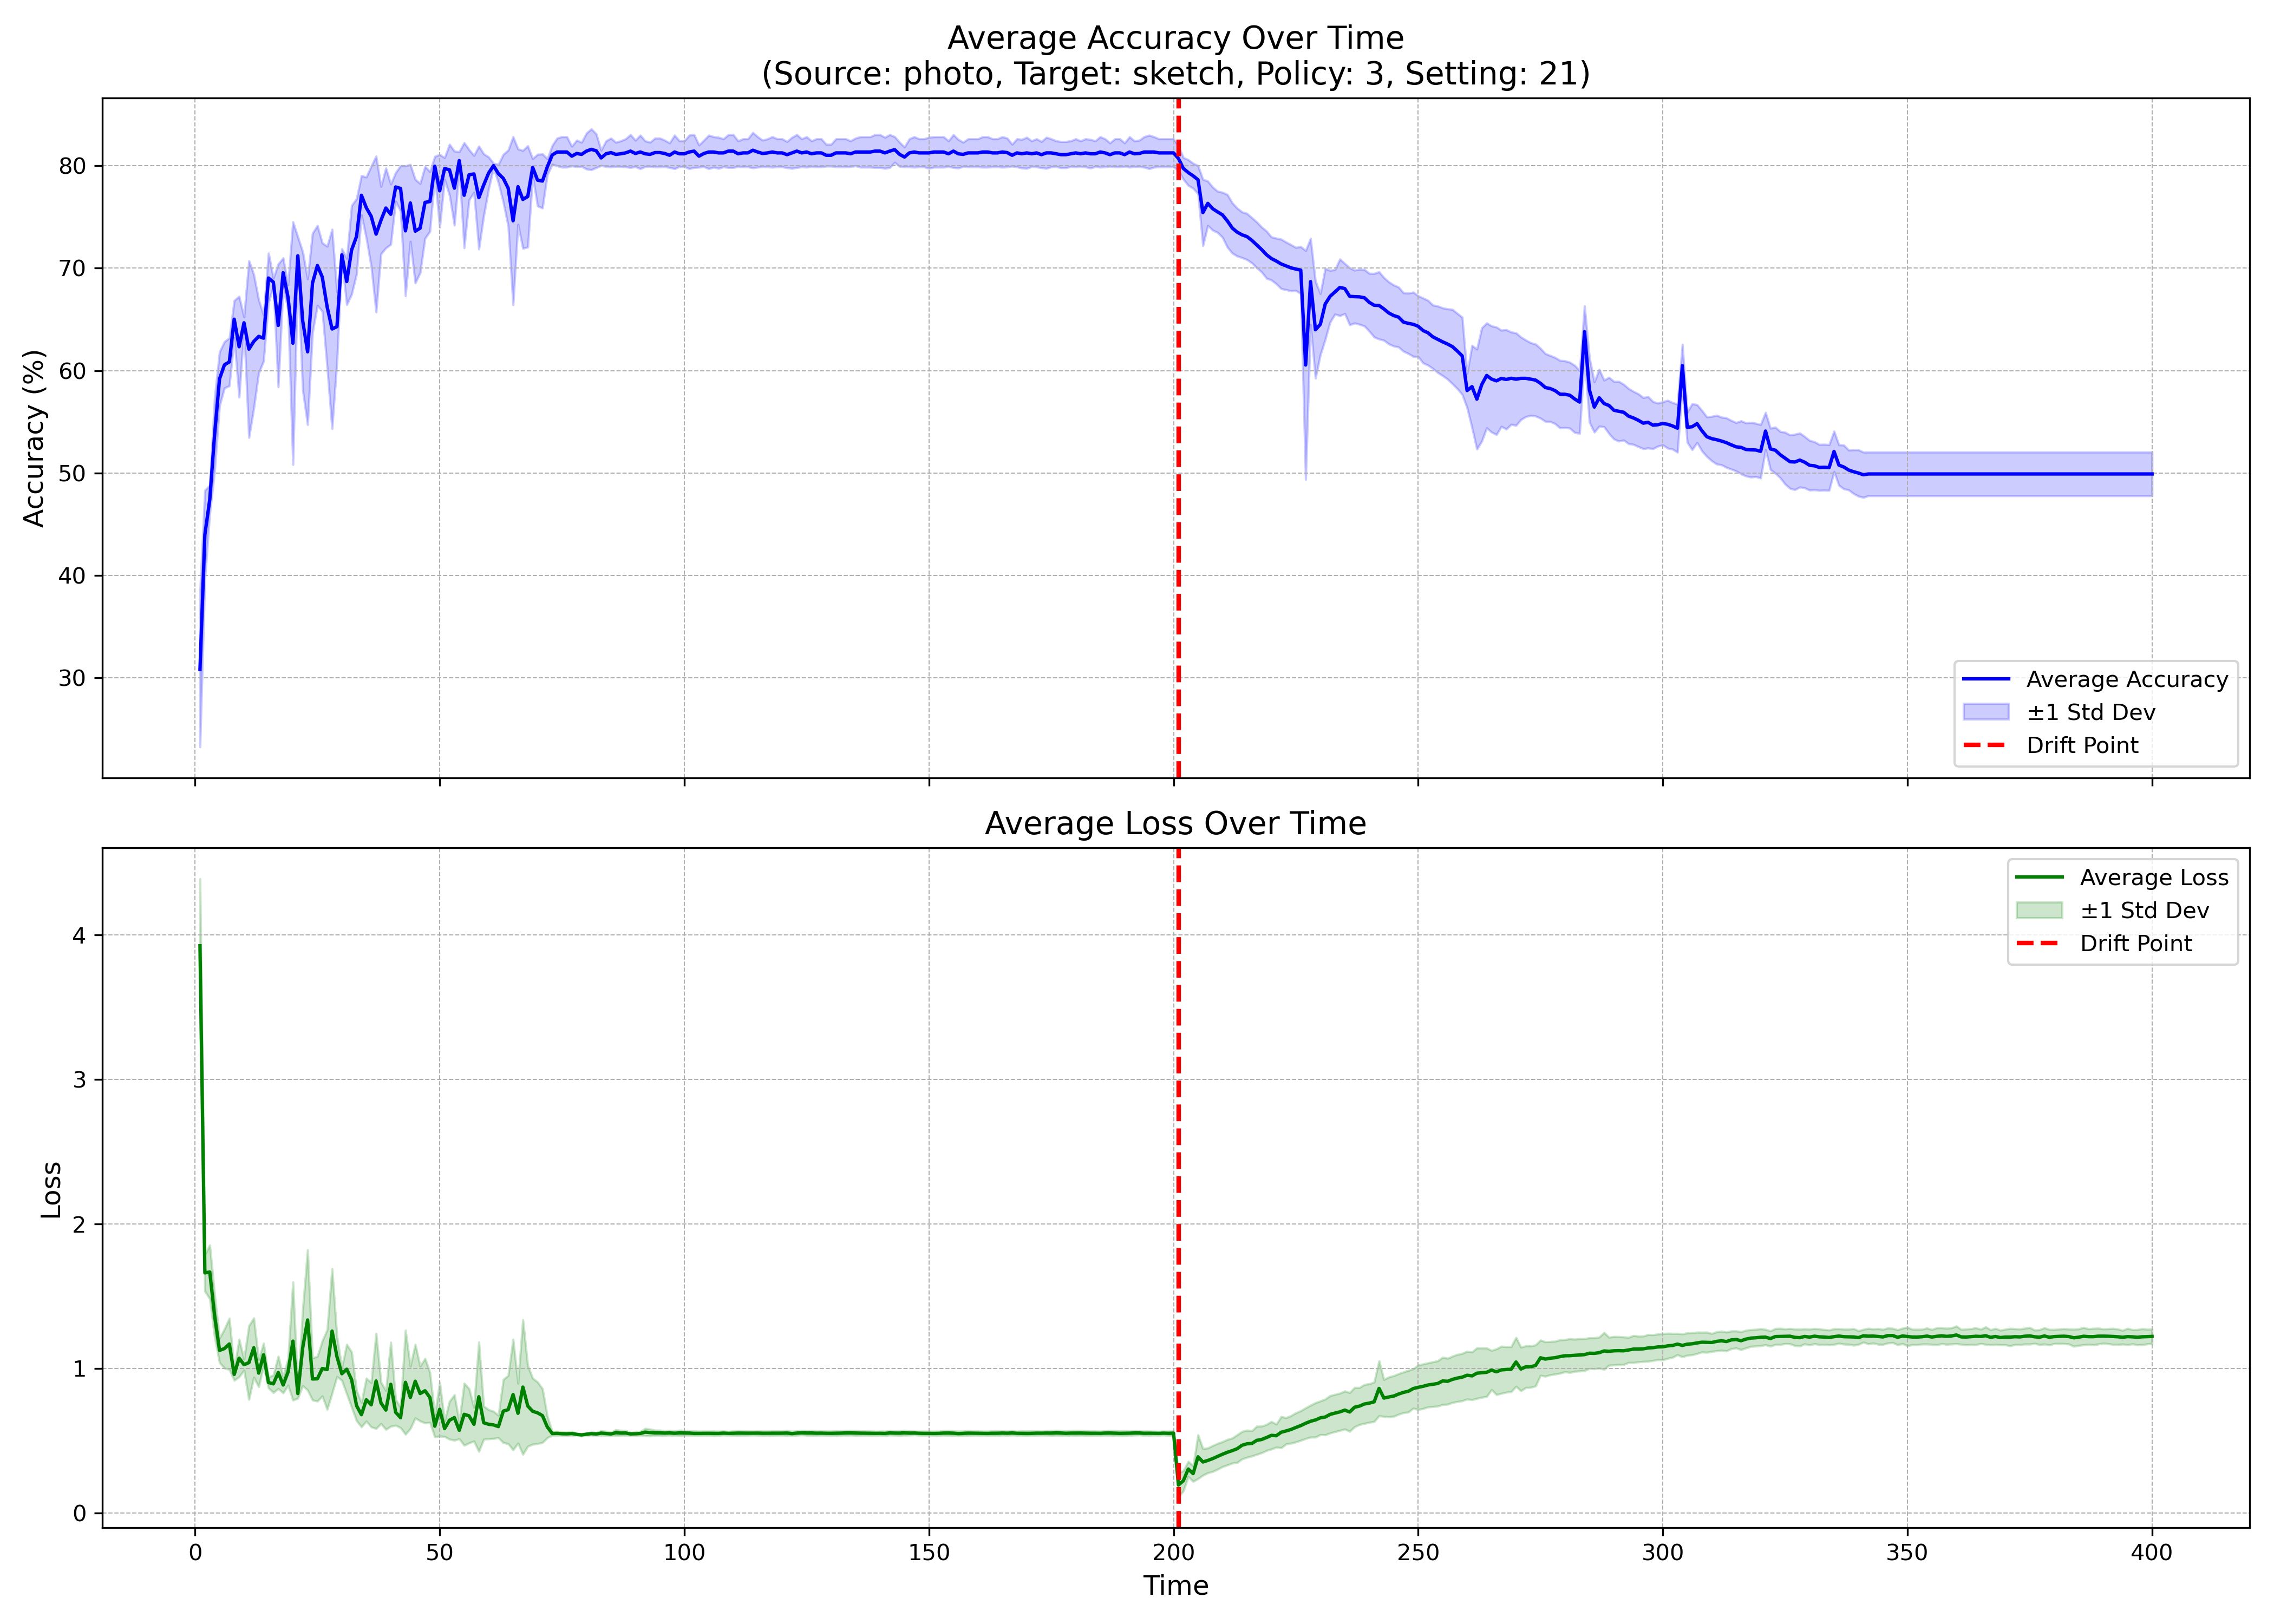 Average Accuracy Over Time
(Source: photo, Target: sketch, Policy: 3, Setting: 21)
Accuracy (%)
80
70
60
50
40
30
Average Accuracy
±1 Std Dev
Drift Point
Average Loss Over Time
Loss
4
3
2
1
0
Average Loss
±1 Std Dev
Drift Point
0 50 100 150 200 250 300 350 400
Time